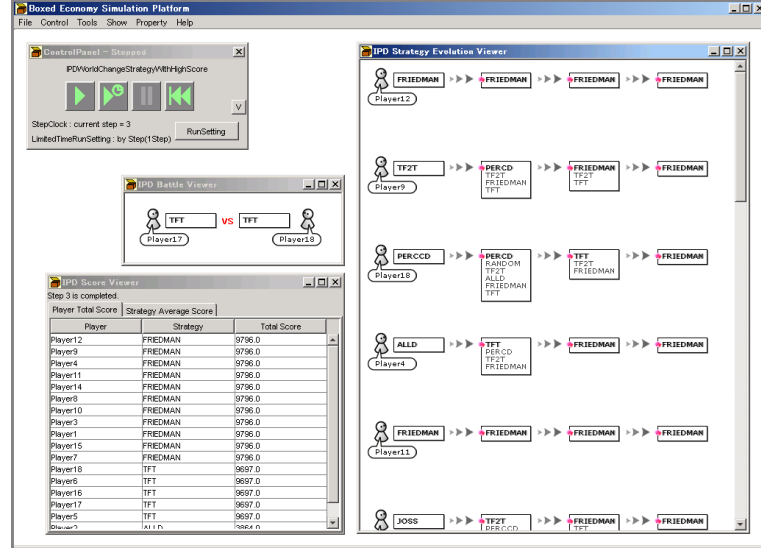 Boxed Economy Simulation Platform
File Control Tools Show Property Help
ControlPanel - Stepped
IPDWorldChangeStrategyWithHighScore
V
StepClock : current step = 3
LimitedTimeRunSetting : by Step(1Step)
RunSetting
IPD Battle Viewer
TFT VS TFT
Player17 Player18
IPD Score Viewer
Step 3 is completed.
Player Total Score Strategy Average Score
Player Strategy Total Score
Player12 FRIEDMAN 9796.0
Player9 FRIEDMAN 9796.0
Player4 FRIEDMAN 9796.0
Player11 FRIEDMAN 9796.0
Player14 FRIEDMAN 9796.0
Player8 FRIEDMAN 9796.0
Player10 FRIEDMAN 9796.0
Player3 FRIEDMAN 9796.0
Player1 FRIEDMAN 9796.0
Player15 FRIEDMAN 9796.0
Player7 FRIEDMAN 9796.0
Player18 TFT 9697.0
Player6 TFT 9697.0
Player16 TFT 9697.0
Player17 TFT 9697.0
Player5 TFT 9697.0
Player2 ALLD 3864.0
IPD Strategy Evolution Viewer
FRIEDMAN FRIEDMAN FRIEDMAN FRIEDMAN
Player12
TF2T PERCD FRIEDMAN FRIEDMAN
TF2T TF2T
FRIEDMAN TFT
TFT
Player9
PERCCD PERCD TFT FRIEDMAN
RANDOM TF2T
TF2T FRIEDMAN
ALLD
FRIEDMAN
TFT
Player18
ALLD TFT FRIEDMAN FRIEDMAN
PERCD
TF2T
FRIEDMAN
Player4
FRIEDMAN FRIEDMAN FRIEDMAN FRIEDMAN
Player11
JOSS TF2T FRIEDMAN FRIEDMAN
PERCCD TFT